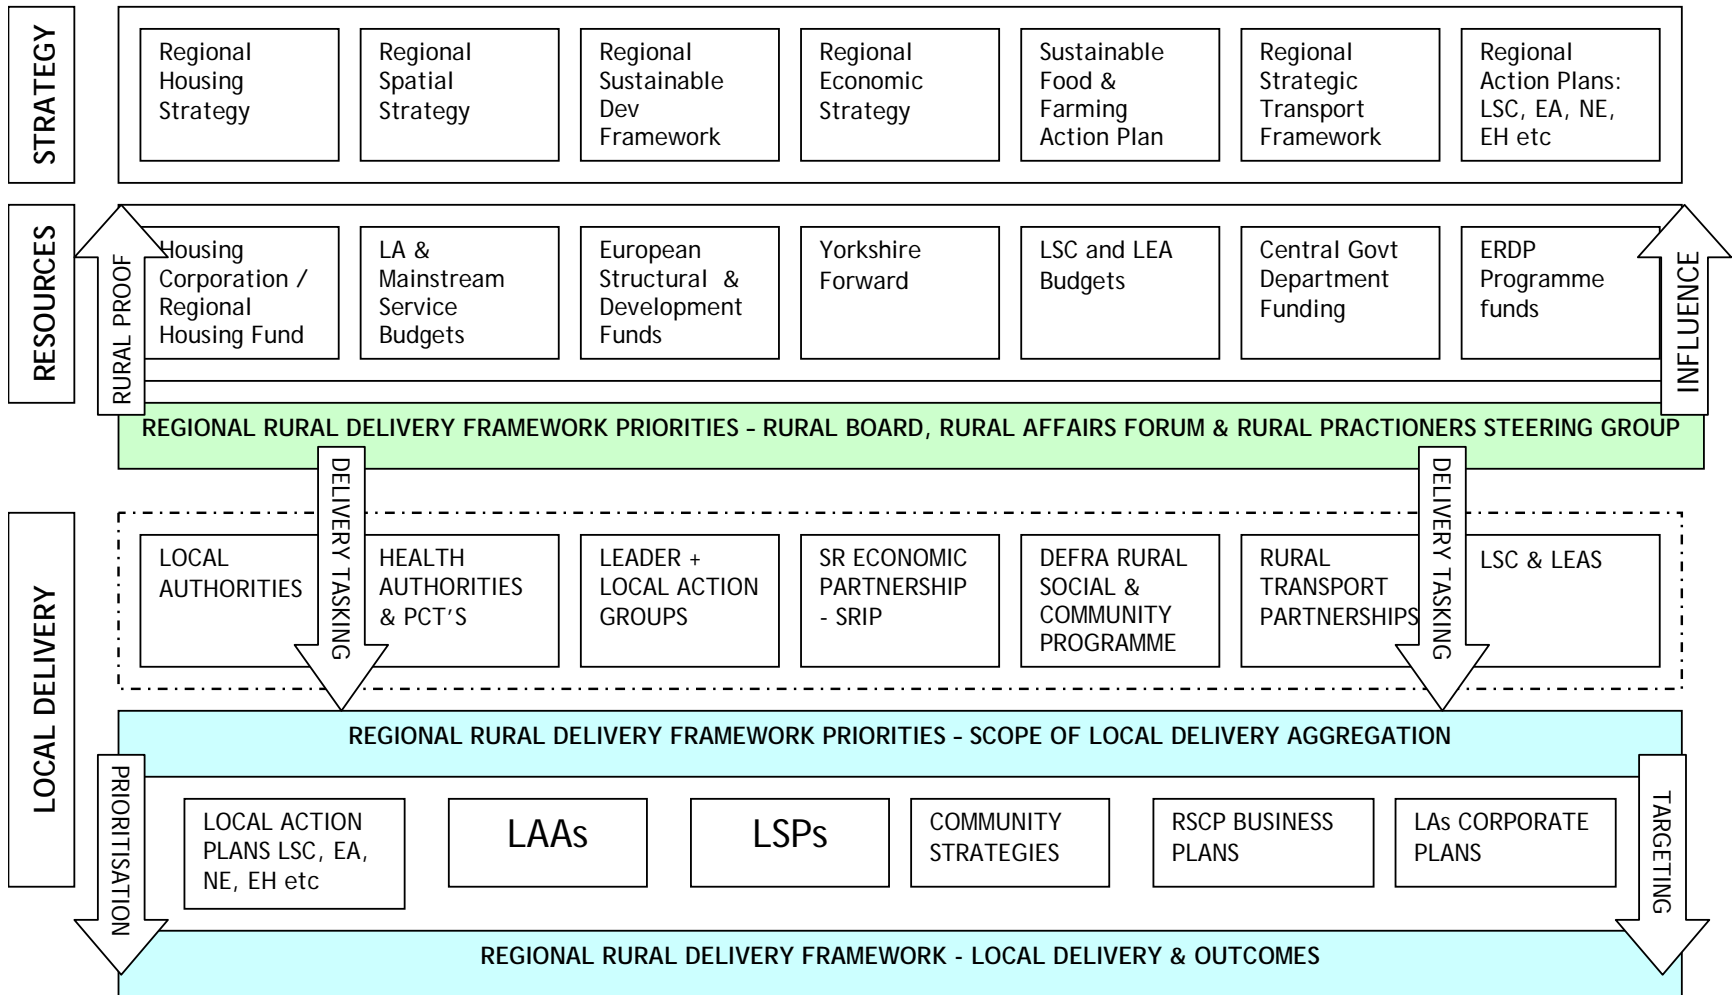 STRATEGY
Regional
Housing
Strategy
Regional
Spatial
Strategy
Regional
Sustainable
Dev
Framework
Regional
Economic
Strategy
Sustainable
Food &
Farming
Action Plan
Regional
Strategic
Transport
Framework
Regional
Action Plans:
LSC, EA, NE,
EH etc
RESOURCES
RURAL PROOF
Housing
Corporation /
Regional
Housing Fund
LA &
Mainstream
Service
Budgets
European
Structural &
Development
Funds
Yorkshire
Forward
LSC and LEA
Budgets
Central Govt
Department
Funding
ERDP
Programme
funds
INFLUENCE
REGIONAL RURAL DELIVERY FRAMEWORK PRIORITIES – RURAL BOARD, RURAL AFFAIRS FORUM & RURAL PRACTIONERS STEERING GROUP
LOCAL DELIVERY
LOCAL
AUTHORITIES
DELIVERY TASKING
HEALTH
AUTHORITIES
& PCT'S
LEADER +
LOCAL ACTION
GROUPS
SR ECONOMIC
PARTNERSHIP
- SRIP
DEFRA RURAL
SOCIAL &
COMMUNITY
PROGRAMME
RURAL
TRANSPORT
PARTNERSHIPS
DELIVERY TASKING
LSC & LEAS
REGIONAL RURAL DELIVERY FRAMEWORK PRIORITIES – SCOPE OF LOCAL DELIVERY AGGREGATION
PRIORITISATION
LOCAL ACTION
PLANS LSC, EA,
NE, EH etc
LAAs
LSPs
COMMUNITY
STRATEGIES
RSCP BUSINESS
PLANS
LAs CORPORATE
PLANS
TARGETING
REGIONAL RURAL DELIVERY FRAMEWORK - LOCAL DELIVERY & OUTCOMES